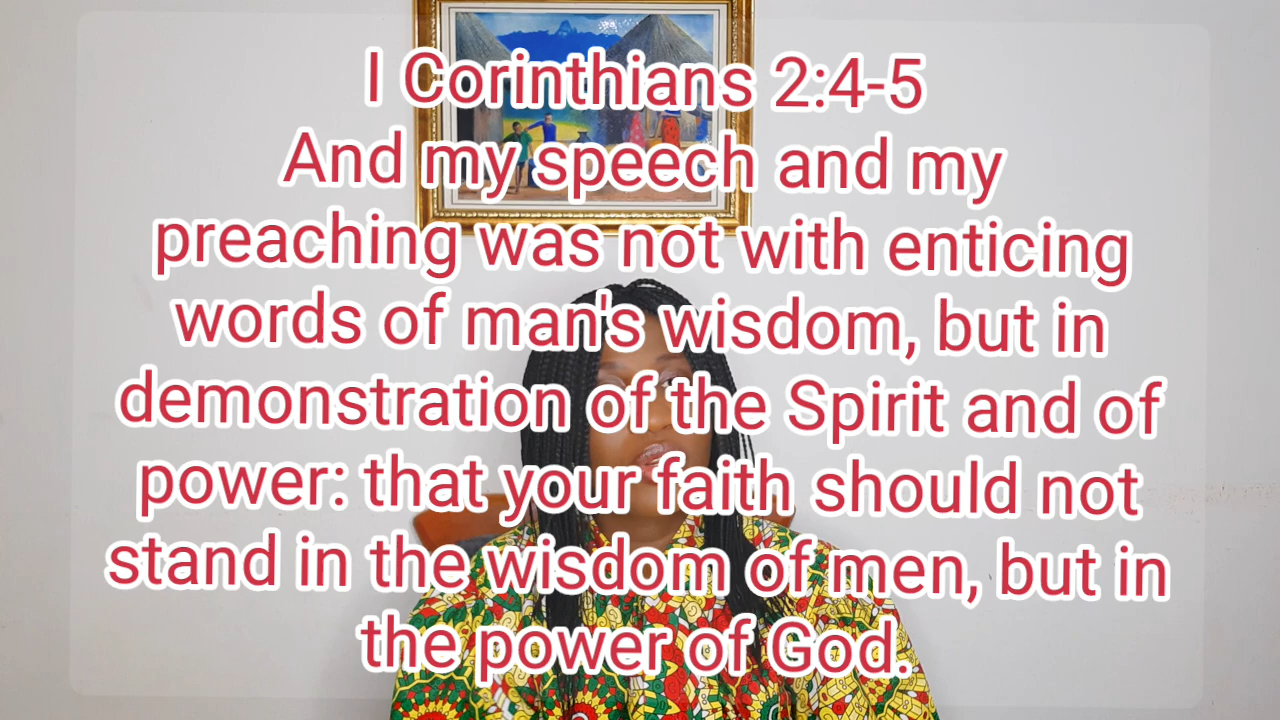 I Corinthians 2:4-5
And my speech and my
preaching was not with enticing
words of man's wisdom, but in
demonstration of the Spirit and of
power: that your faith should not
stand in the wisdom of men, but in
the power of God.